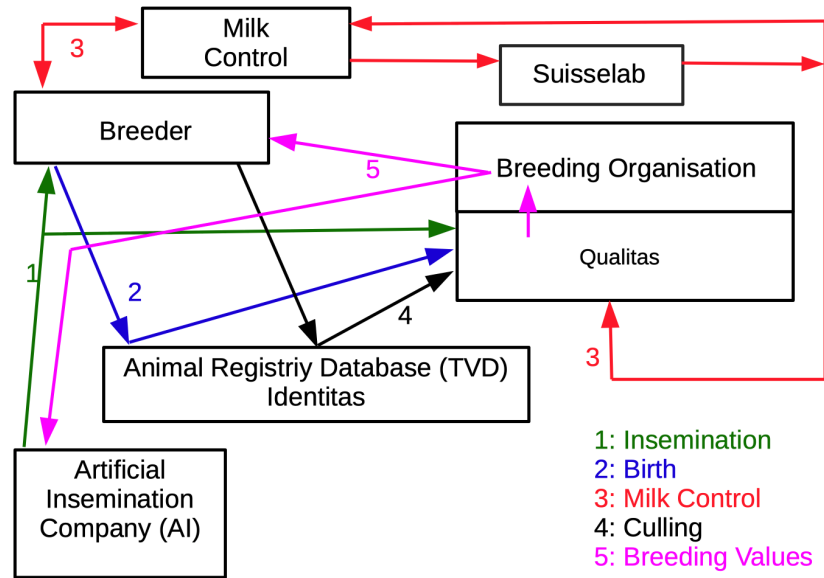 Milk
Control
3
Suisselab
Breeder
Breeding Organisation
5
Qualitas
1
2
4
3
Animal Registriy Database (TVD)
Identitas
Artificial
Insemination
Company (AI)
1: Insemination
2: Birth
3: Milk Control
4: Culling
5: Breeding Values